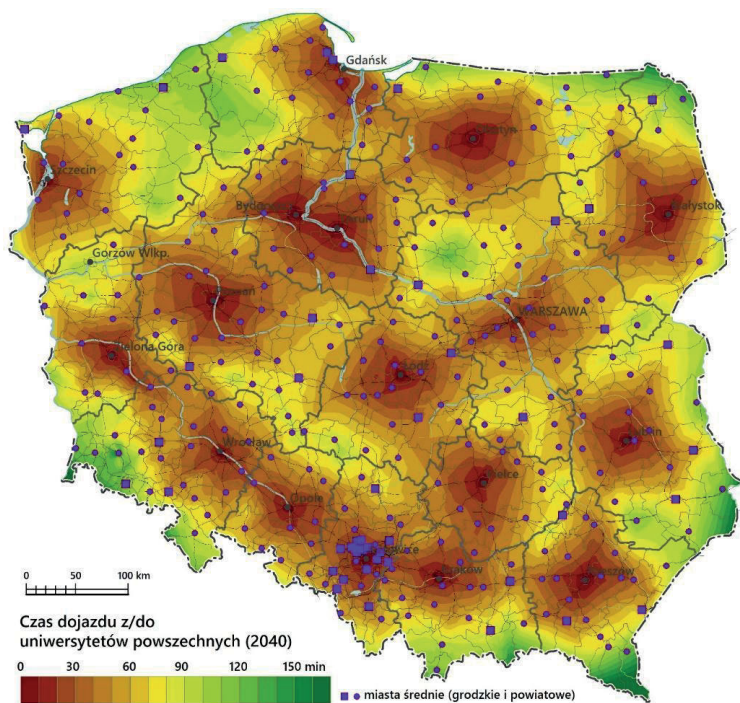 Gdańsk
Olsztyn
Szczecin
Białystok
Bydgoszcz
Toruń
Gorzów Wlkp.
Poznań
WARSZAWA
Zielona Góra
Łódź
Lublin
Wrocław
Kielce
Opole
Katowice
Kraków
Rzeszów
0 50 100 km
Czas dojazdu z/do
uniwersytetów powszechnych (2040)
0 30 60 90 120 150 min
miasta średnie (grodzkie i powiatowe)